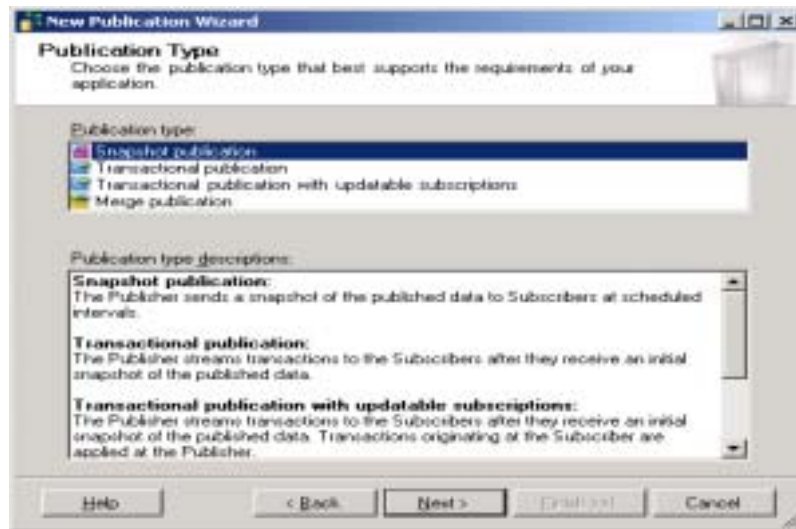 New Publication Wizard
Publication Type
Choose the publication type that best supports the requirements of your
application.
Publication type:
Snapshot publication
Transactional publication
Transactional publication with updatable subscriptions
Merge publication
Publication type descriptions:
Snapshot publication:
The Publisher sends a snapshot of the published data to Subscribers at scheduled
intervals.
Transactional publication:
The Publisher streams transactions to the Subscribers after they receive an initial
snapshot of the published data.
Transactional publication with updatable subscriptions:
The Publisher streams transactions to the Subscribers after they receive an initial
snapshot of the published data. Transactions originating at the Subscriber are
applied at the Publisher.
Help
< Back
Next >
Cancel